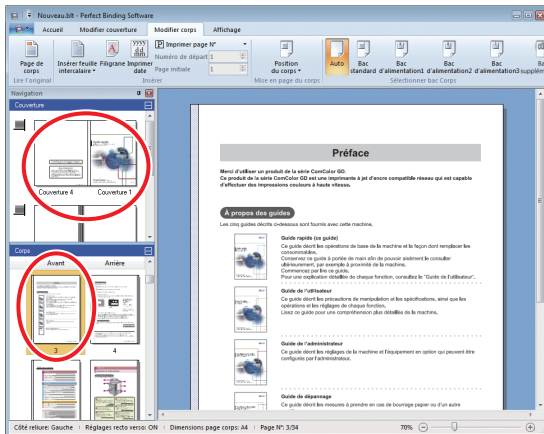 Nouveau.blt - Perfect Binding Software
Accueil Modifier couverture Modifier corps Affichage
Page de corps
Insérer feuille intercalaire
Filigrane
Imprimer date
Imprimer page N°
Numéro de départ 1
Page initiale 1
Position du corps
Auto
Bac standard
Bac d'alimentation1
Bac d'alimentation2
Bac d'alimentation3
Lire l'original Insérer Mise en page du corps Sélectionner bac Corps
Navigation
Couverture
Couverture 4 Couverture 1
Corps
Avant Arrière
3 4
Préface
Merci d'utiliser un produit de la série ComColor GD.
Ce produit de la série ComColor GD est une imprimante à jet d'encre compatible réseau qui est capable
d'effectuer des impressions couleurs à haute vitesse.
À propos des guides
Les cinq guides décrits ci-dessous sont fournis avec cette machine.
Guide rapide (ce guide)
Ce guide décrit les opérations de base de la machine et la façon dont remplacer les
consommables.
Conservez ce guide à portée de main afin de pouvoir aisément le consulter
ultérieurement, par exemple à proximité de la machine.
Commencez par lire ce guide.
Pour une explication détaillée de chaque fonction, consultez le "Guide de l'utilisateur".
Guide de l'utilisateur
Ce guide décrit les précautions de manipulation et les spécifications, ainsi que les
opérations et les réglages de chaque fonction.
Lisez ce guide pour une compréhension plus détaillée de la machine.
Guide de l'administrateur
Ce guide décrit les réglages de la machine et l'équipement en option qui peuvent être
configurés par l'administrateur.
Guide de dépannage
Ce guide décrit les mesures à prendre en cas de bourrage papier ou d'un autre
Côté reliure: Gauche Réglages recto verso: ON Dimensions page corps: A4 Page N°: 3/34 70%